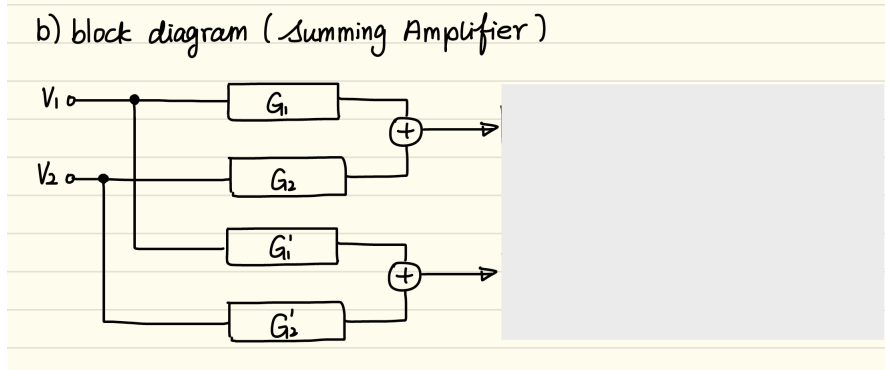 b) block diagram (Summing Amplifier)
V₁ G₁
+
V₂ G₂
G₁'
+
G₂'